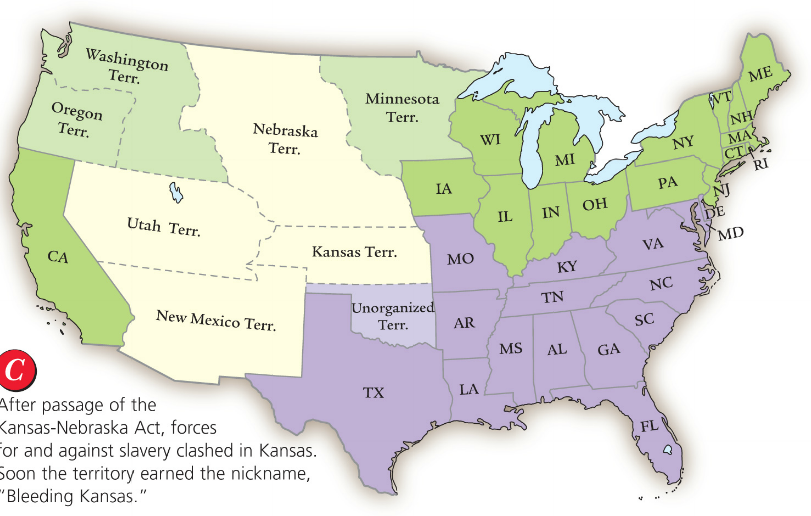 Washington
Terr.
Oregon
Terr.
Nebraska
Terr.
Minnesota
Terr.
ME
VT
NH
MA
CT
RI
NY
WI
MI
IA
PA
NJ
IL
IN
OH
DE
MD
Utah Terr.
CA
Kansas Terr.
MO
KY
VA
New Mexico Terr.
Unorganized
Terr.
AR
TN
NC
SC
MS
AL
GA
TX
LA
FL
C
After passage of the
Kansas-Nebraska Act, forces
for and against slavery clashed in Kansas.
Soon the territory earned the nickname,
"Bleeding Kansas."